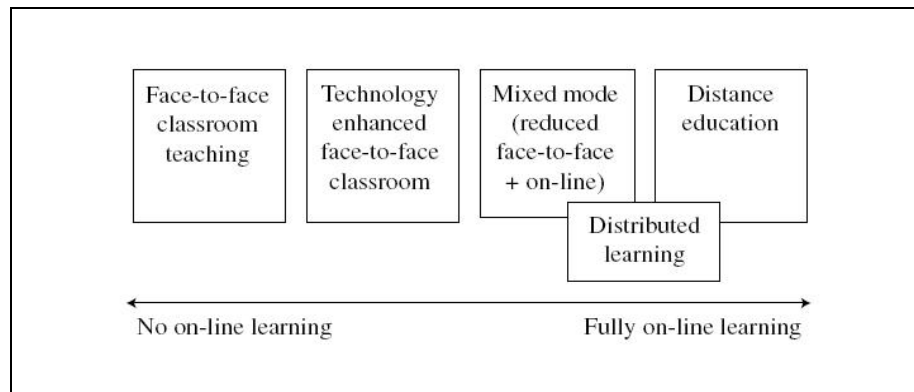 Face-to-face
classroom
teaching
Technology
enhanced
face-to-face
classroom
Mixed mode
(reduced
face-to-face
+ on-line)
Distance
education
Distributed
learning
No on-line learning
Fully on-line learning